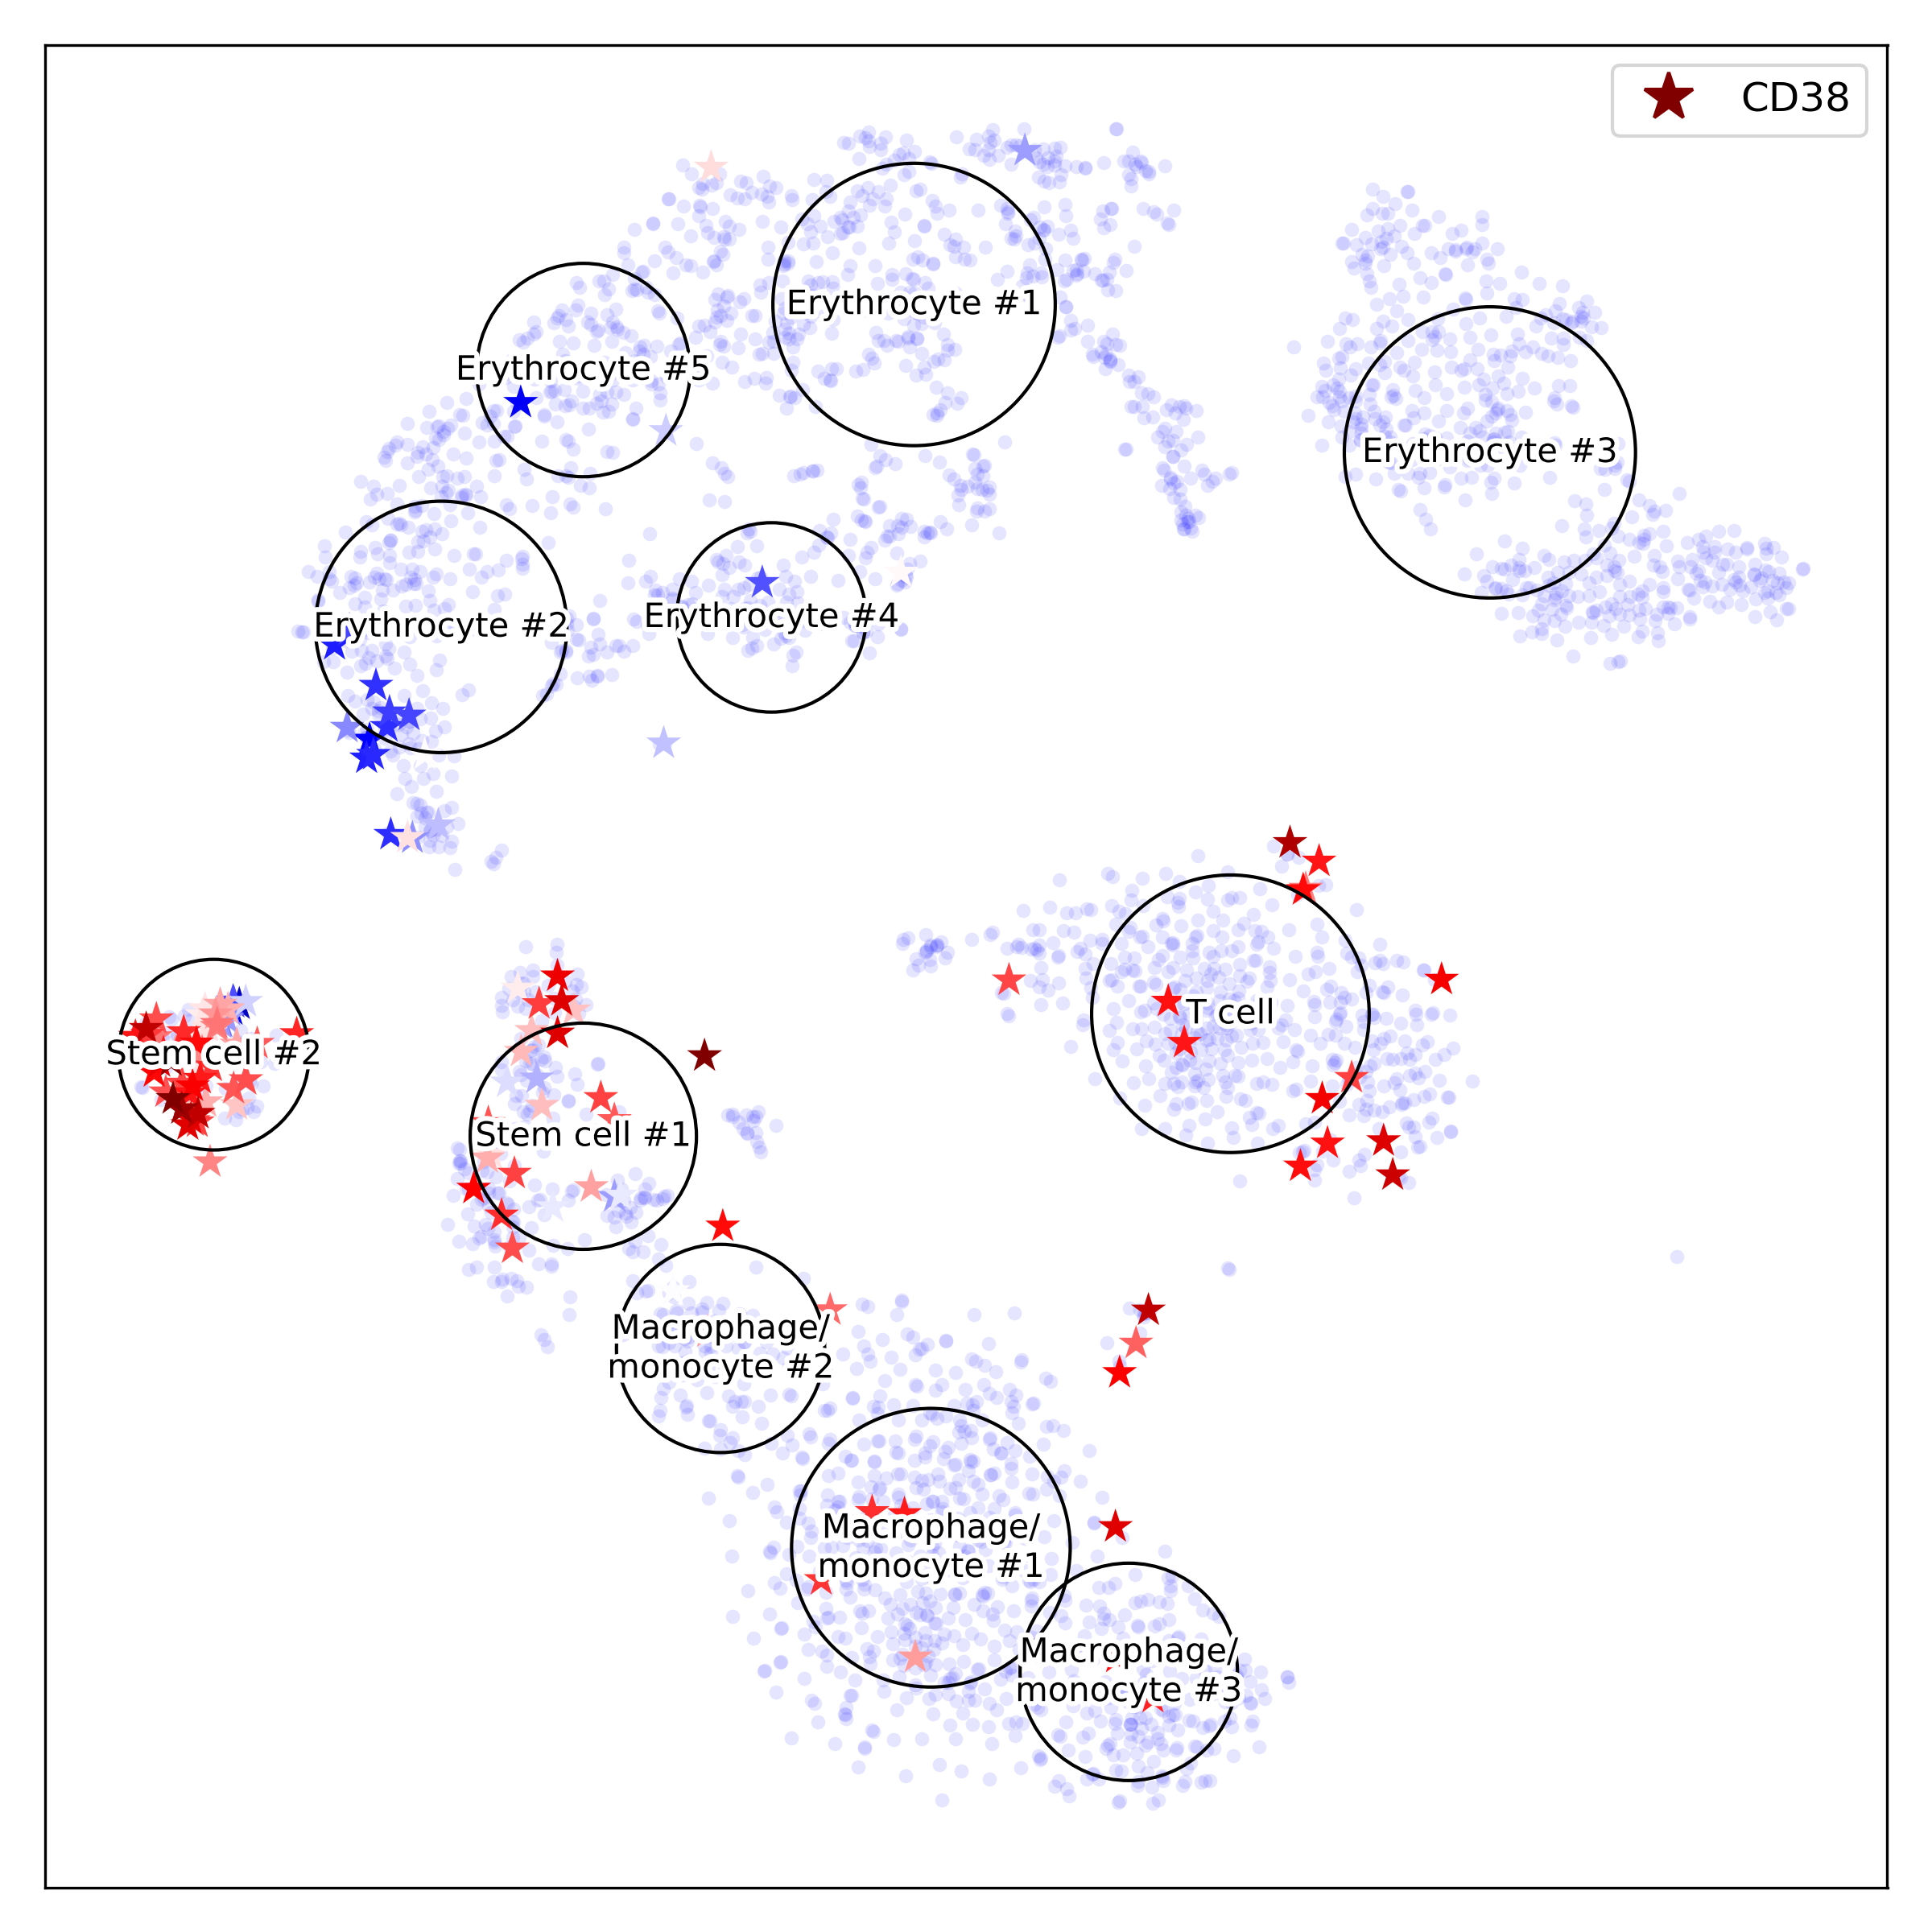 CD38
Erythrocyte #1
Erythrocyte #5
Erythrocyte #3
Erythrocyte #4
Erythrocyte #2
T cell
Stem cell #2
Stem cell #1
Macrophage/
monocyte #2
Macrophage/
monocyte #1
Macrophage/
monocyte #3